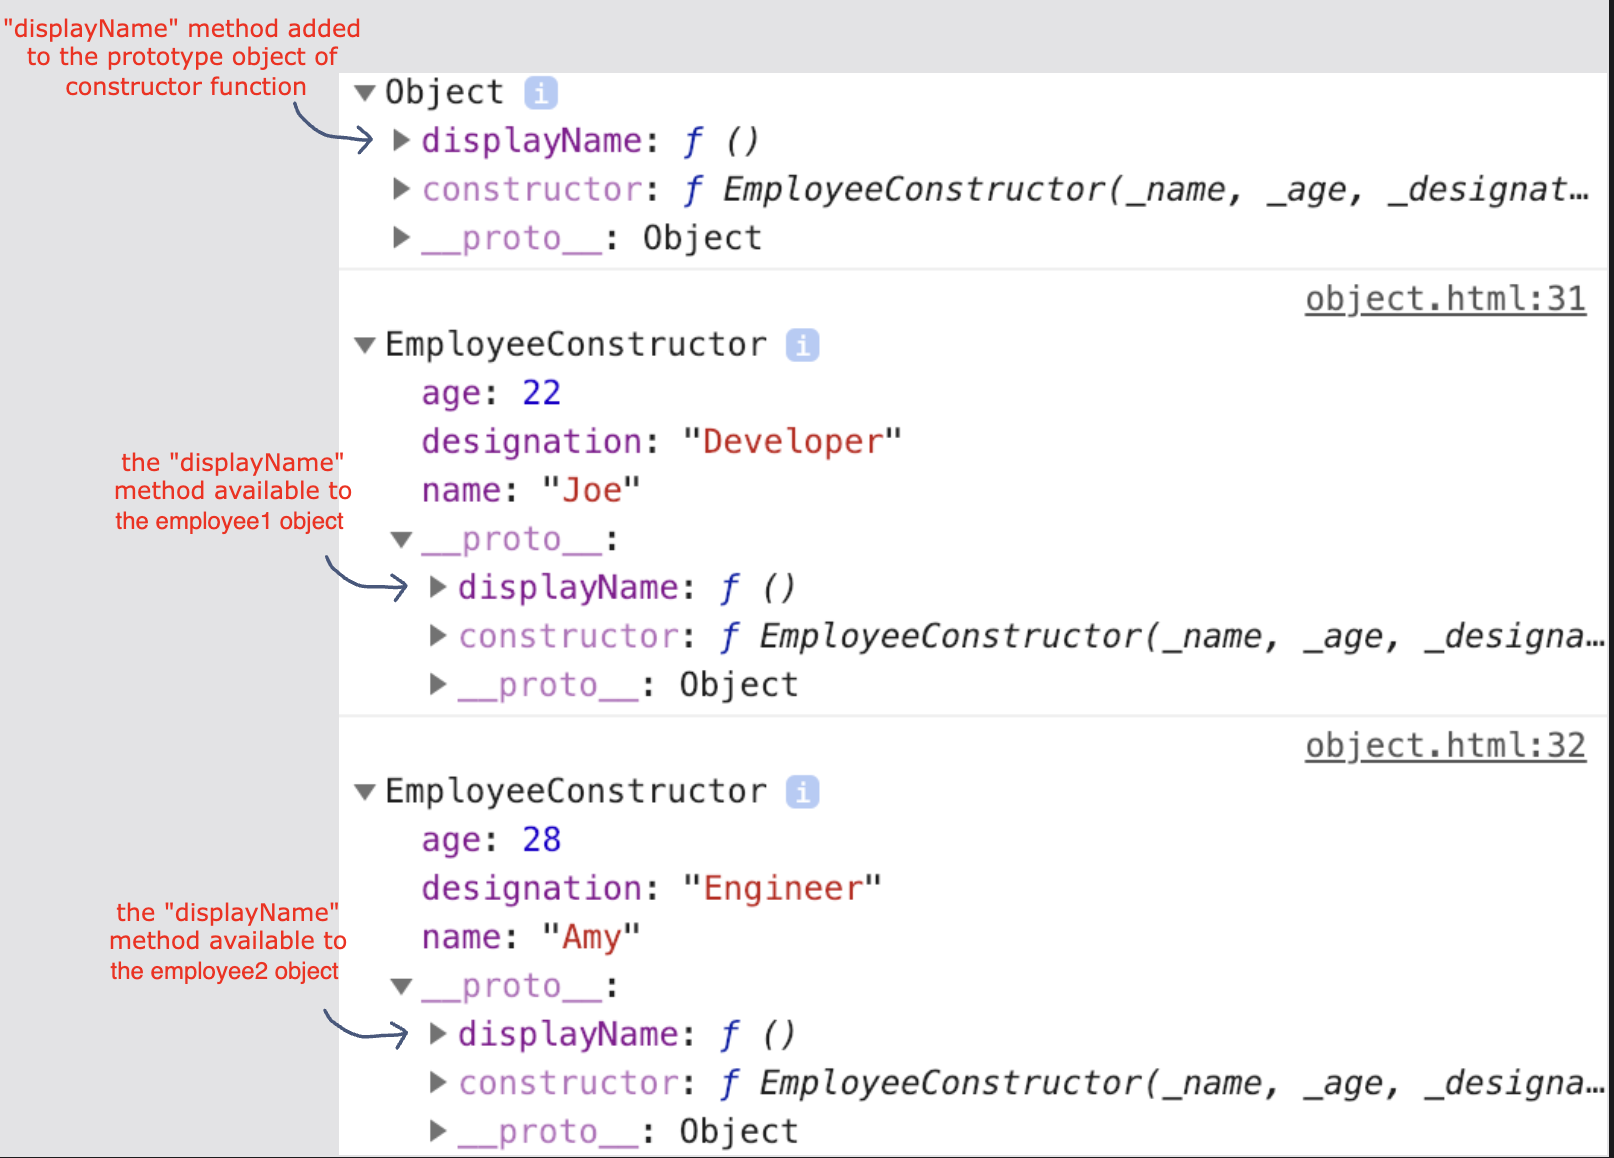 "displayName" method added
to the prototype object of
constructor function
▼ Object i
▶ displayName: ƒ ()
▶ constructor: ƒ EmployeeConstructor(_name, _age, _designat…
▶ __proto__: Object
object.html:31
▼ EmployeeConstructor i
age: 22
designation: "Developer"
name: "Joe"
the "displayName"
method available to
the employee1 object
▼ __proto__:
▶ displayName: ƒ ()
▶ constructor: ƒ EmployeeConstructor(_name, _age, _designa…
▶ __proto__: Object
object.html:32
▼ EmployeeConstructor i
age: 28
designation: "Engineer"
name: "Amy"
the "displayName"
method available to
the employee2 object
▼ __proto__:
▶ displayName: ƒ ()
▶ constructor: ƒ EmployeeConstructor(_name, _age, _designa…
▶ __proto__: Object